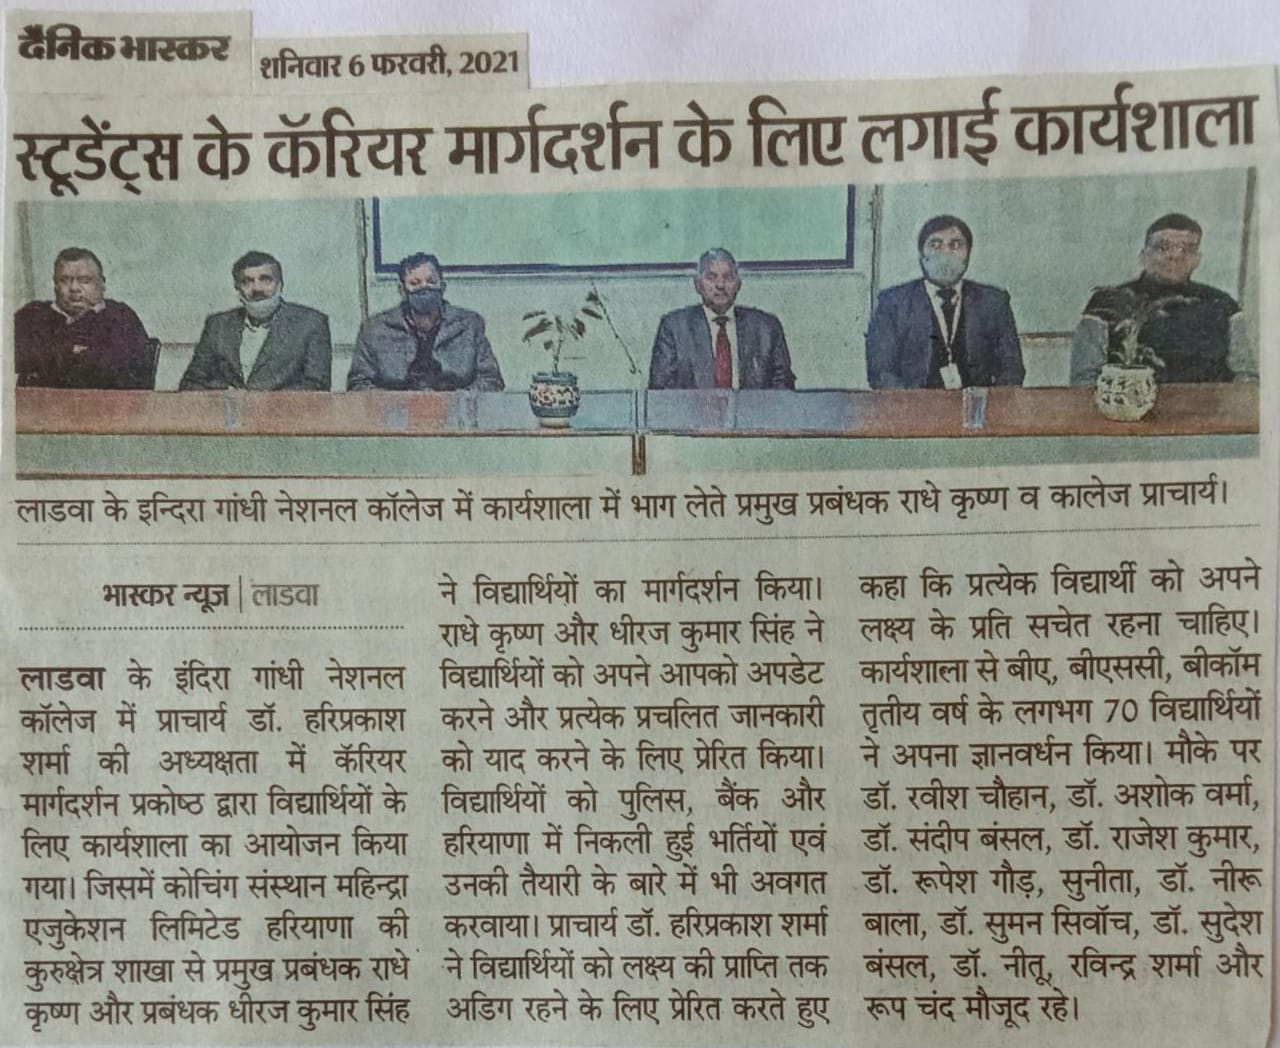 दैनिक भास्कर
शनिवार 6 फरवरी, 2021
स्टूडेंट्स के कॅरियर मार्गदर्शन के लिए लगाई कार्यशाला
लाडवा के इन्दिरा गांधी नेशनल कॉलेज में कार्यशाला में भाग लेते प्रमुख प्रबंधक राधे कृष्ण व कालेज प्राचार्य।
भास्कर न्यूज | लाडवा
लाडवा के इंदिरा गांधी नेशनल
कॉलेज में प्राचार्य डॉ. हरिप्रकाश
शर्मा की अध्यक्षता में कॅरियर
मार्गदर्शन प्रकोष्ठ द्वारा विद्यार्थियों के
लिए कार्यशाला का आयोजन किया
गया। जिसमें कोचिंग संस्थान महिन्द्रा
एजुकेशन लिमिटेड हरियाणा की
कुरुक्षेत्र शाखा से प्रमुख प्रबंधक राधे
कृष्ण और प्रबंधक धीरज कुमार सिंह
ने विद्यार्थियों का मार्गदर्शन किया।
राधे कृष्ण और धीरज कुमार सिंह ने
विद्यार्थियों को अपने आपको अपडेट
करने और प्रत्येक प्रचलित जानकारी
को याद करने के लिए प्रेरित किया।
विद्यार्थियों को पुलिस, बैंक और
हरियाणा में निकली हुई भर्तियों एवं
उनकी तैयारी के बारे में भी अवगत
करवाया। प्राचार्य डॉ. हरिप्रकाश शर्मा
ने विद्यार्थियों को लक्ष्य की प्राप्ति तक
अडिग रहने के लिए प्रेरित करते हुए
कहा कि प्रत्येक विद्यार्थी को अपने
लक्ष्य के प्रति सचेत रहना चाहिए।
कार्यशाला से बीए, बीएससी, बीकॉम
तृतीय वर्ष के लगभग 70 विद्यार्थियों
ने अपना ज्ञानवर्धन किया। मौके पर
डॉ. रवीश चौहान, डॉ. अशोक वर्मा,
डॉ. संदीप बंसल, डॉ. राजेश कुमार,
डॉ. रूपेश गौड़, सुनीता, डॉ. नीरू
बाला, डॉ. सुमन सिवॉच, डॉ. सुदेश
बंसल, डॉ. नीतू, रविन्द्र शर्मा और
रूप चंद मौजूद रहे।